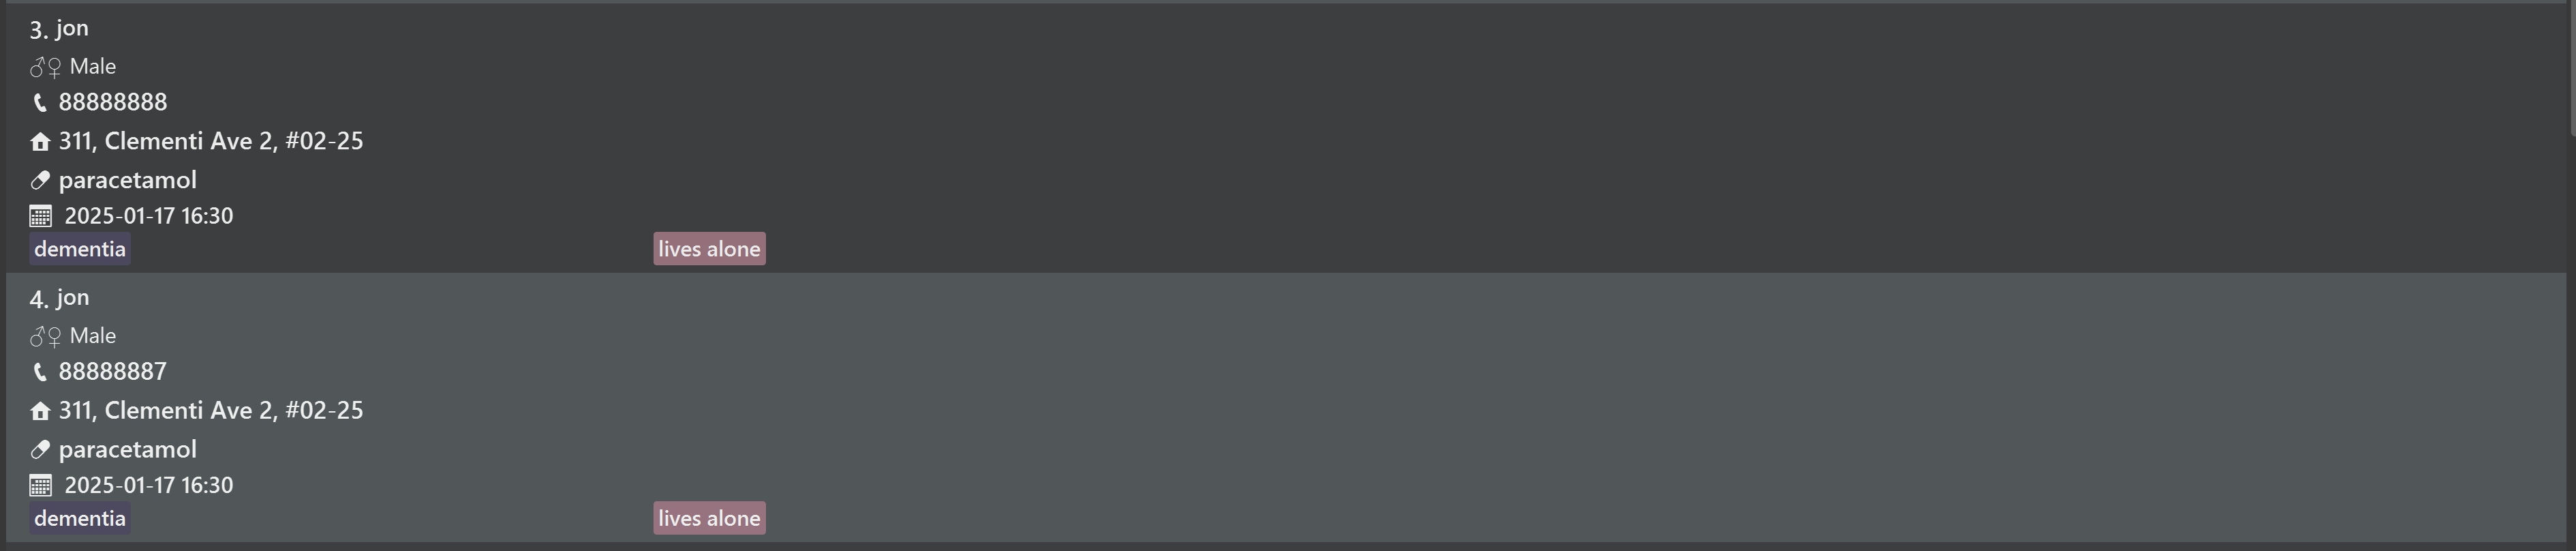 3. jon
♂♀ Male
88888888
311, Clementi Ave 2, #02-25
paracetamol
2025-01-17 16:30
dementia lives alone
4. jon
♂♀ Male
88888887
311, Clementi Ave 2, #02-25
paracetamol
2025-01-17 16:30
dementia lives alone